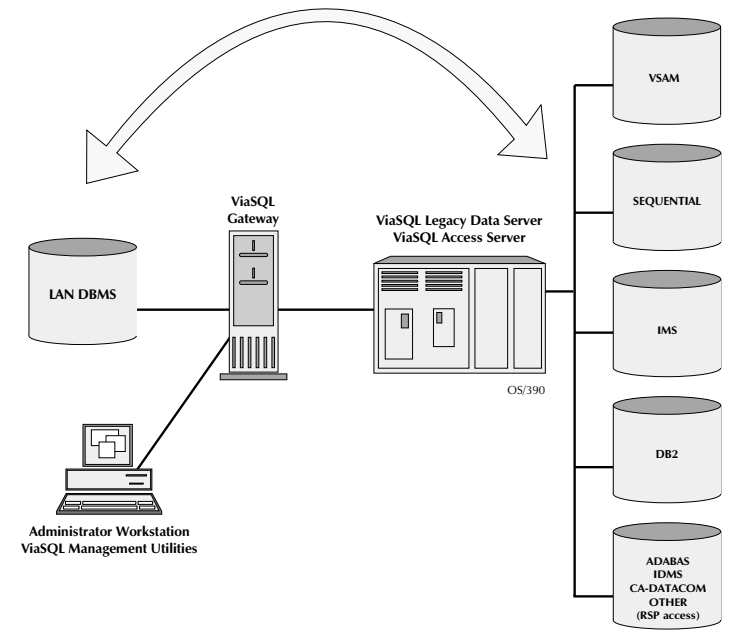 VSAM
SEQUENTIAL
ViaSQL
Gateway
ViaSQL Legacy Data Server
ViaSQL Access Server
LAN DBMS
IMS
OS/390
DB2
Administrator Workstation
ViaSQL Management Utilities
ADABAS
IDMS
CA-DATACOM
OTHER
(RSP access)